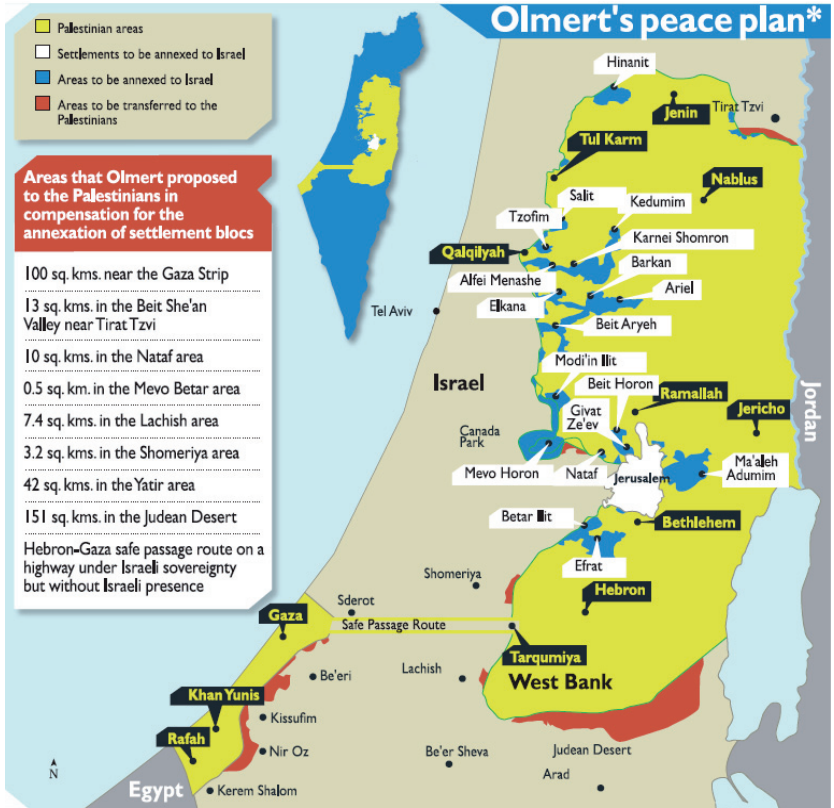 Olmert's peace plan*
Palestinian areas
Settlements to be annexed to Israel
Areas to be annexed to Israel
Areas to be transferred to the
Palestinians
Areas that Olmert proposed
to the Palestinians in
compensation for the
annexation of settlement blocs
100 sq. kms. near the Gaza Strip
13 sq. kms. in the Beit She'an
Valley near Tirat Tzvi
10 sq. kms. in the Nataf area
0.5 sq. km. in the Mevo Betar area
7.4 sq. kms. in the Lachish area
3.2 sq. kms. in the Shomeriya area
42 sq. kms. in the Yatir area
151 sq. kms. in the Judean Desert
Hebron-Gaza safe passage route on a
highway under Israeli sovereignty
but without Israeli presence
Hinanit
Jenin
Tirat Tzvi
Tul Karm
Nablus
Salit
Kedumim
Tzofim
Karnei Shomron
Qalqilyah
Barkan
Alfei Menashe
Ariel
Elkana
Tel Aviv
Beit Aryeh
Modi'in Ilit
Israel
Beit Horon
Ramallah
Jordan
Givat
Ze'ev
Jericho
Canada
Park
Mevo Horon
Nataf
Jerusalem
Ma'aleh
Adumim
Betar Ilit
Bethlehem
Efrat
Shomeriya
Hebron
Sderot
Gaza
Safe Passage Route
Tarqumiya
Lachish
West Bank
Be'eri
Khan Yunis
Kissufim
Rafah
Nir Oz
Be'er Sheva
Judean Desert
Arad
N
Egypt
Kerem Shalom